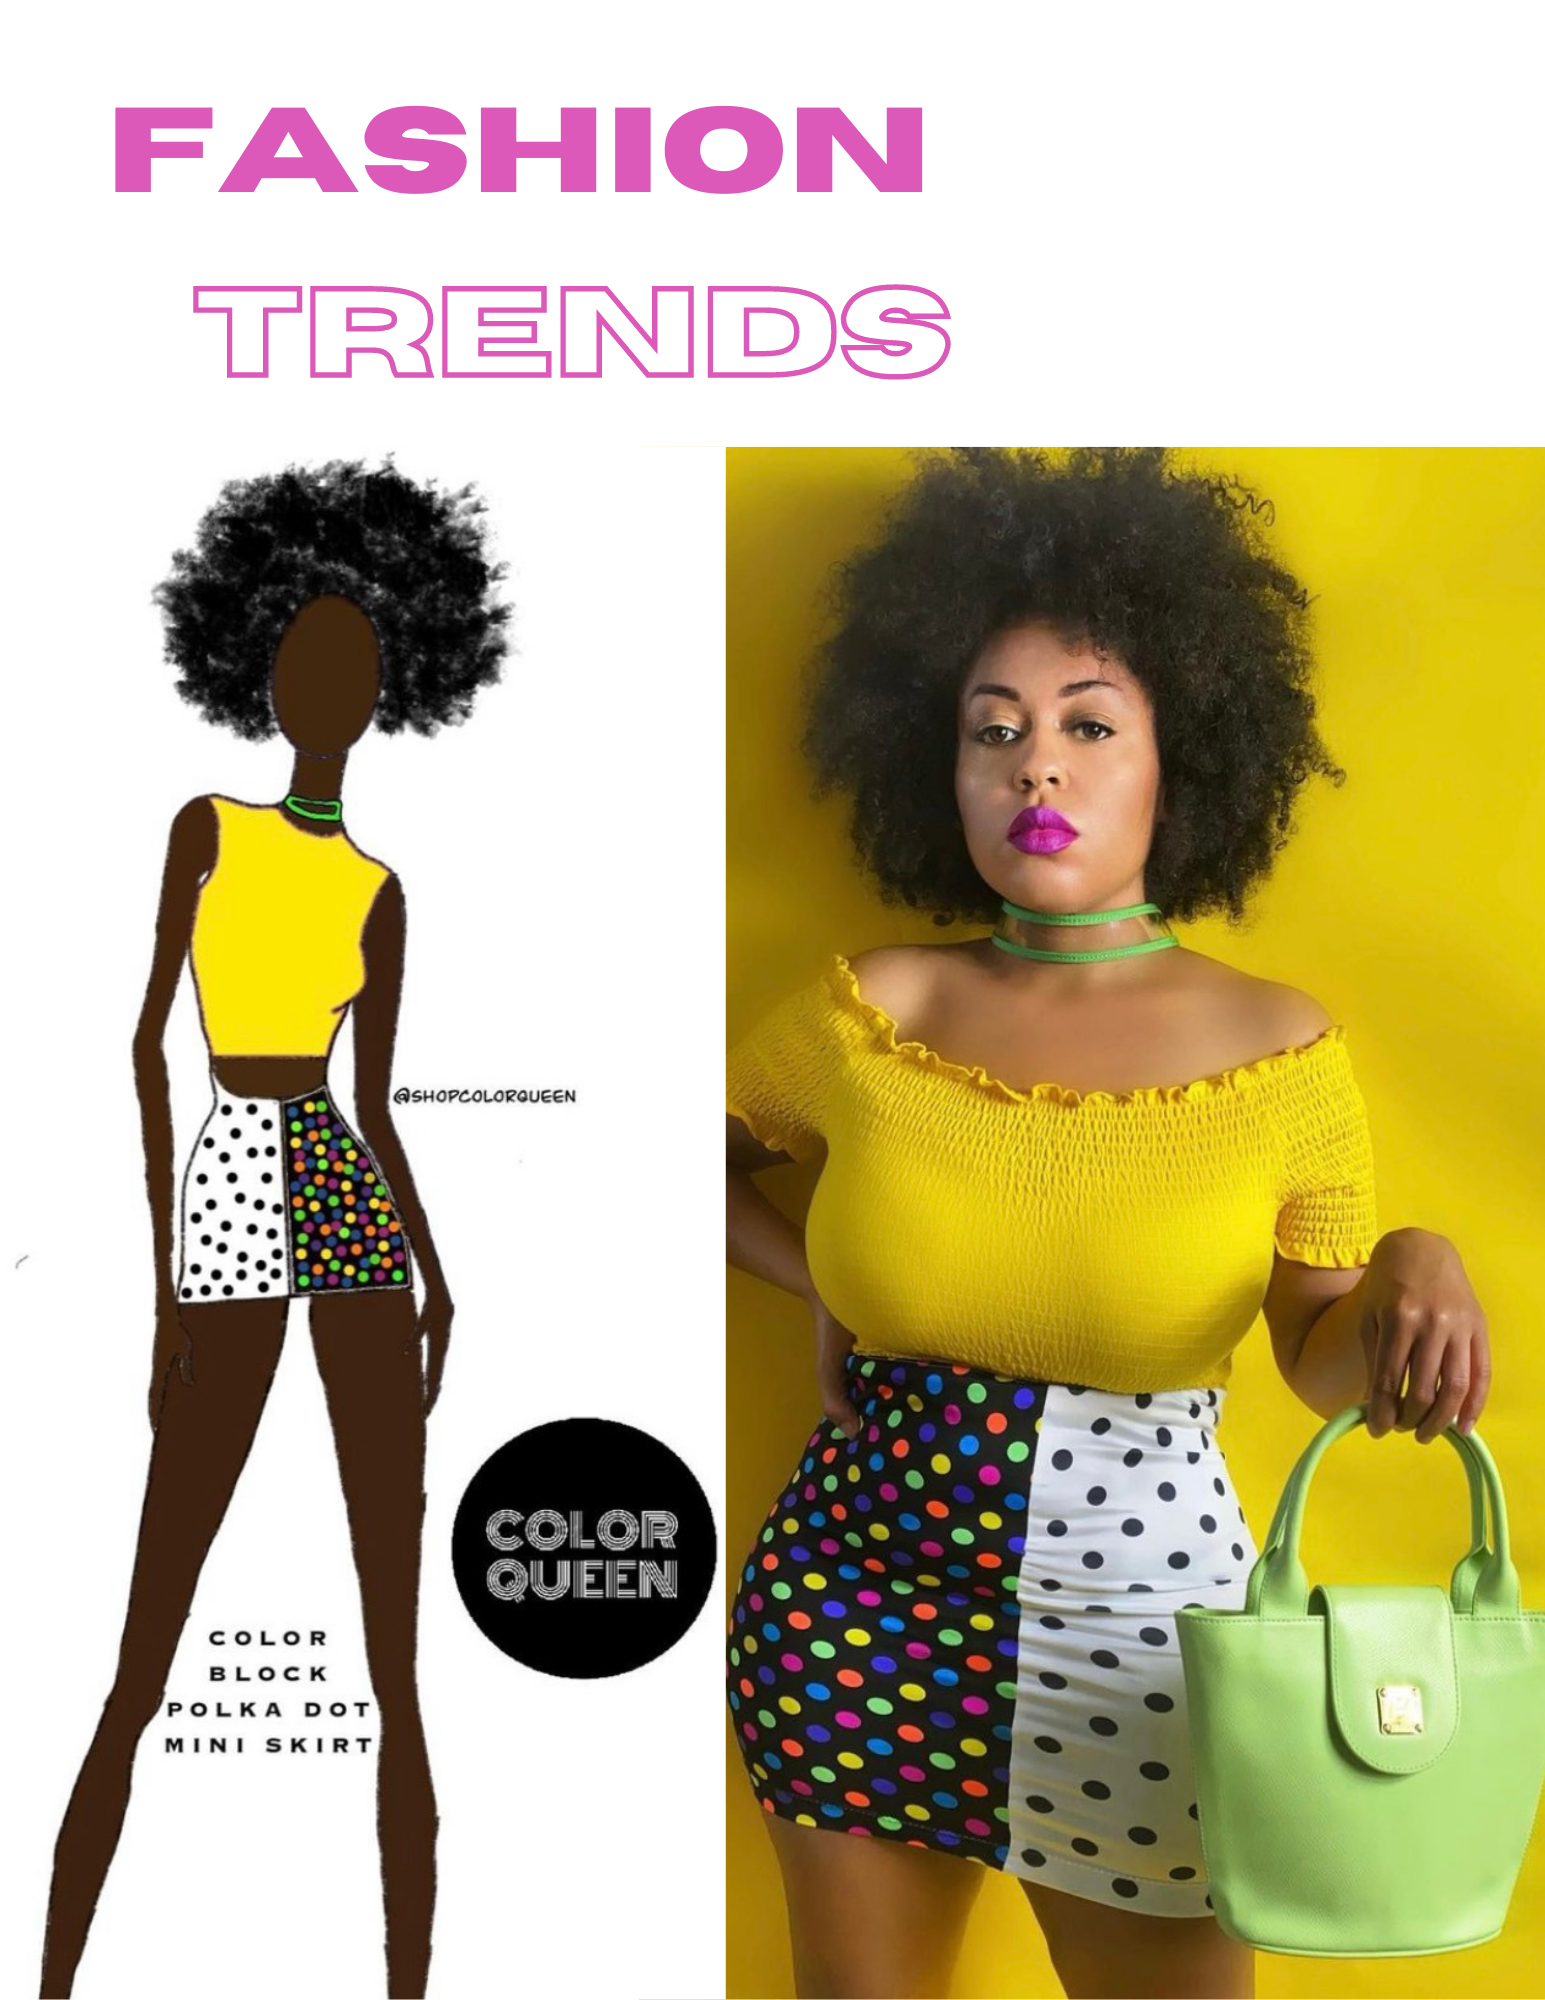 FASHION
TRENDS
@SHOPCOLORQUEEN
COLOR
QUEEN
COLOR
BLOCK
POLKA DOT
MINI SKIRT